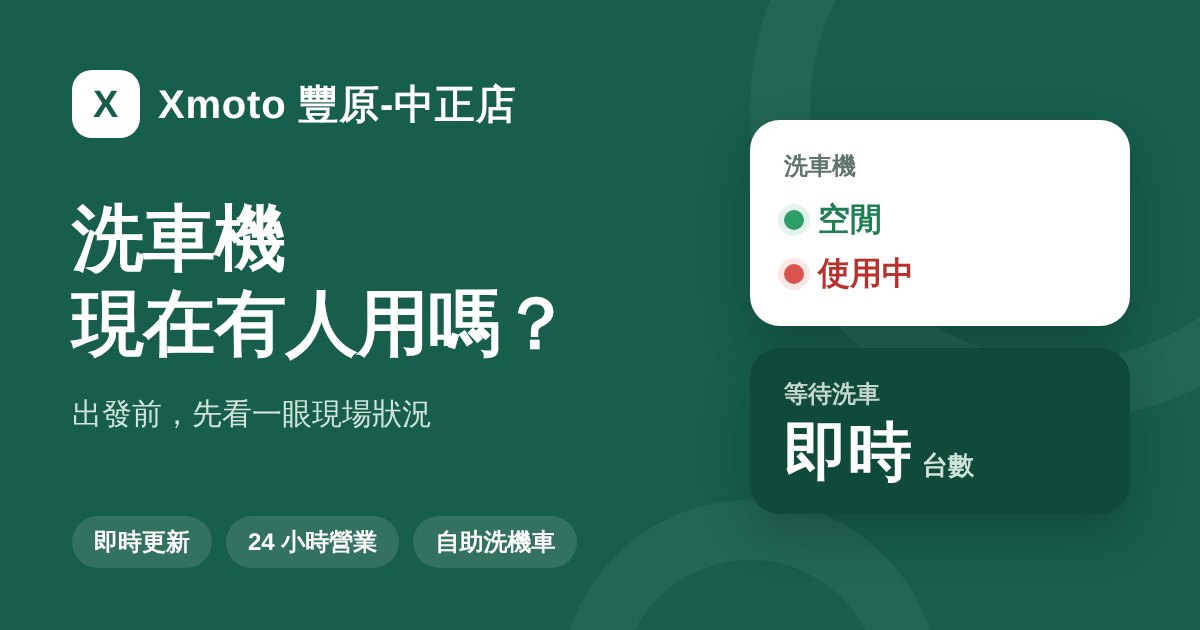 X
Xmoto 豐原-中正店
洗車機
現在有人用嗎？
出發前，先看一眼現場狀況
即時更新
24 小時營業
自助洗機車
洗車機
空閒
使用中
等待洗車
即時 台數